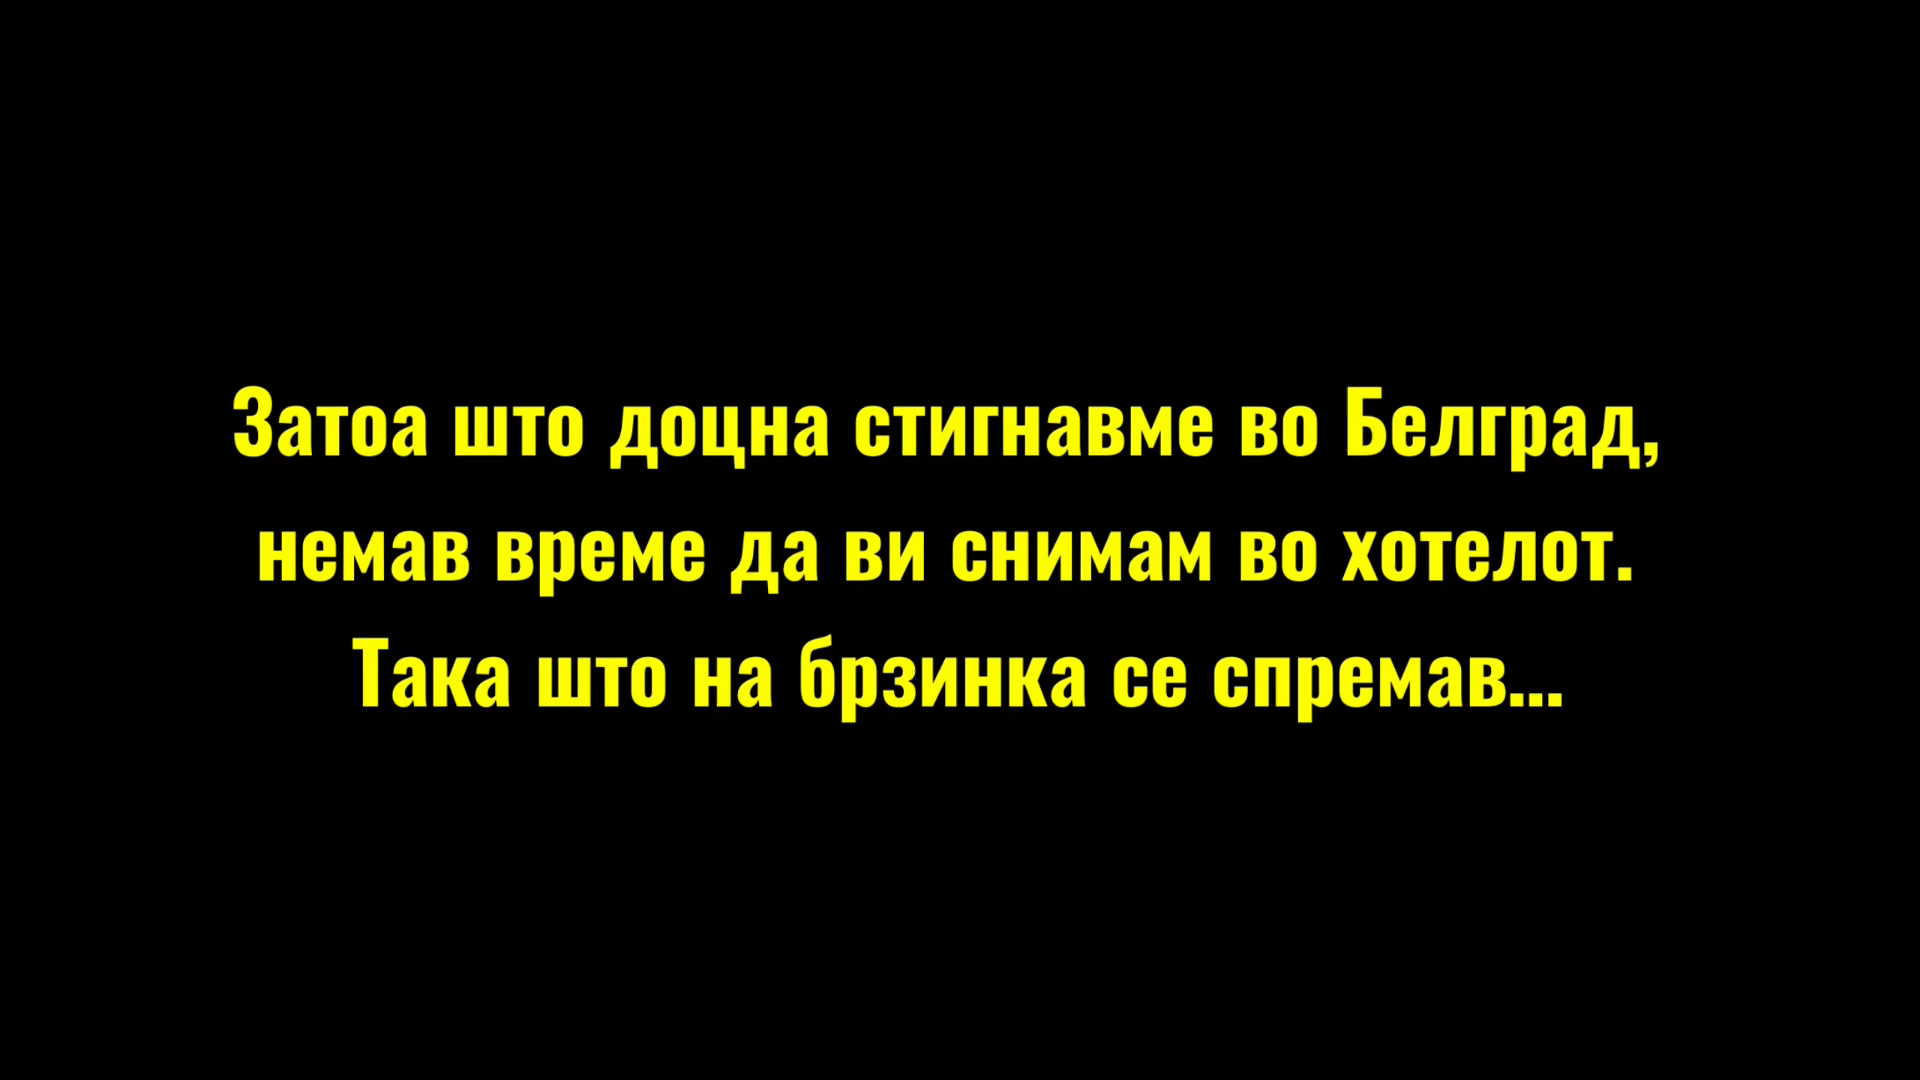 Затоа што доцна стигнавме во Белград,
немав време да ви снимам во хотелот.
Така што на брзинка се спремав...